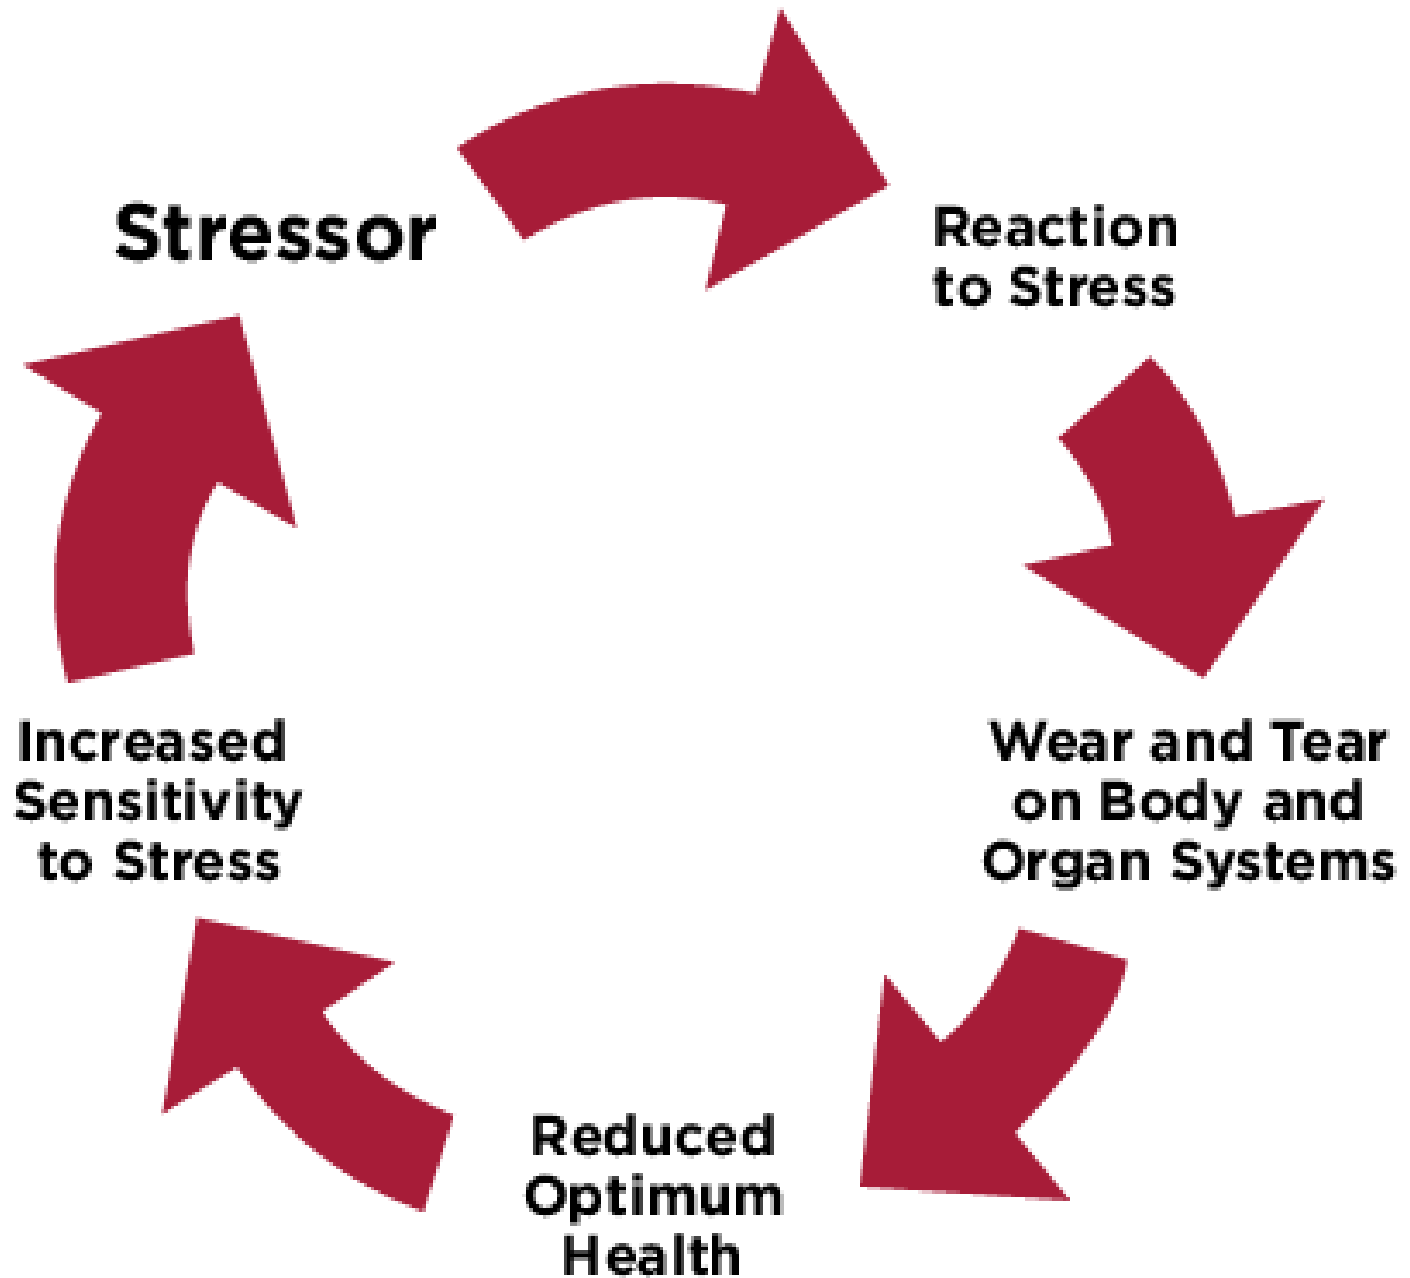 Stressor
Reaction
to Stress
Wear and Tear
on Body and
Organ Systems
Reduced
Optimum
Health
Increased
Sensitivity
to Stress